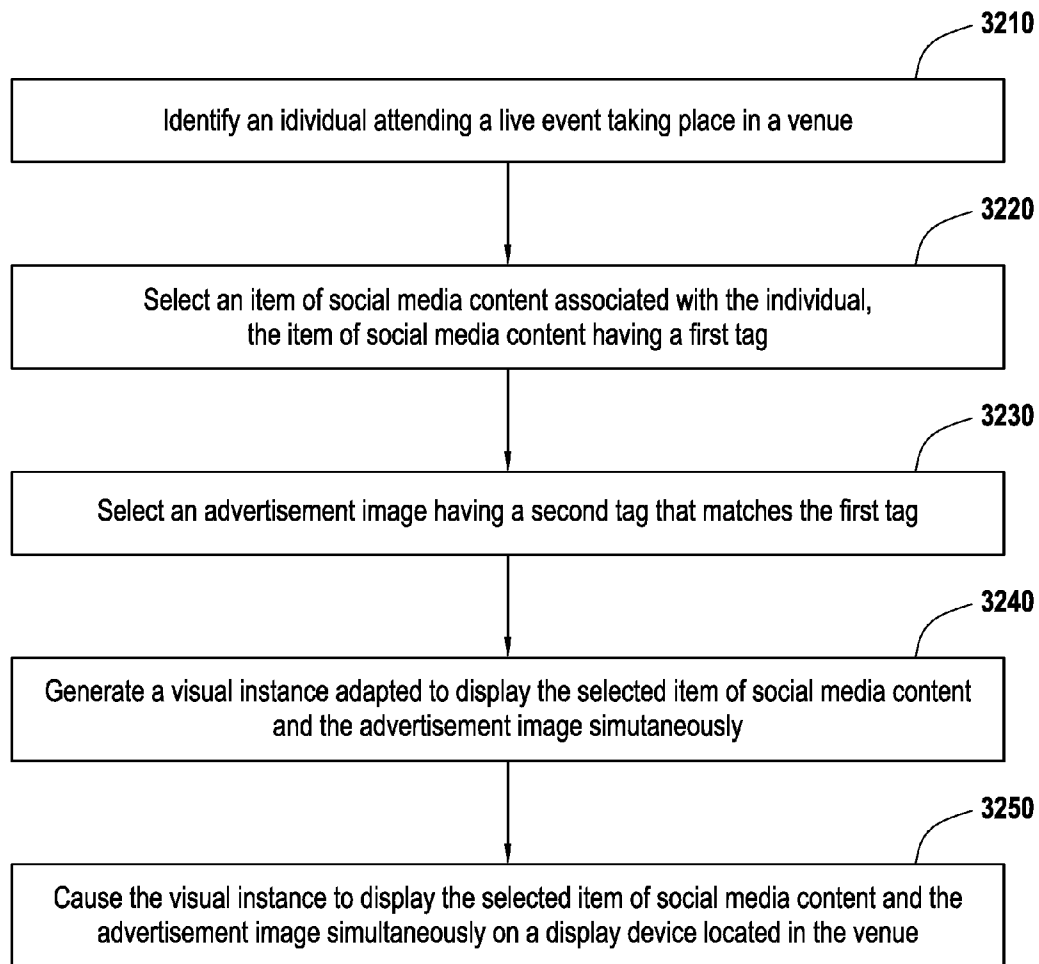 3210
Identify an idividual attending a live event taking place in a venue
3220
Select an item of social media content associated with the individual,
the item of social media content having a first tag
3230
Select an advertisement image having a second tag that matches the first tag
3240
Generate a visual instance adapted to display the selected item of social media content
and the advertisement image simutaneously
3250
Cause the visual instance to display the selected item of social media content and the
advertisement image simultaneously on a display device located in the venue